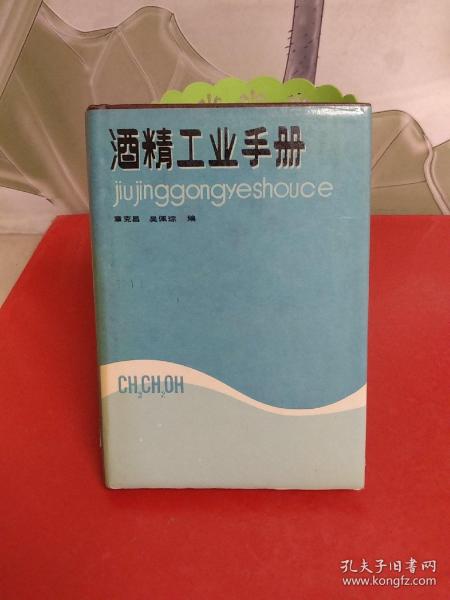 酒精工业手册
jiujinggongyeshouce
章克昌 吴佩琮 编
CH₃CH₂OH
孔夫子旧书网
www.kongfz.com